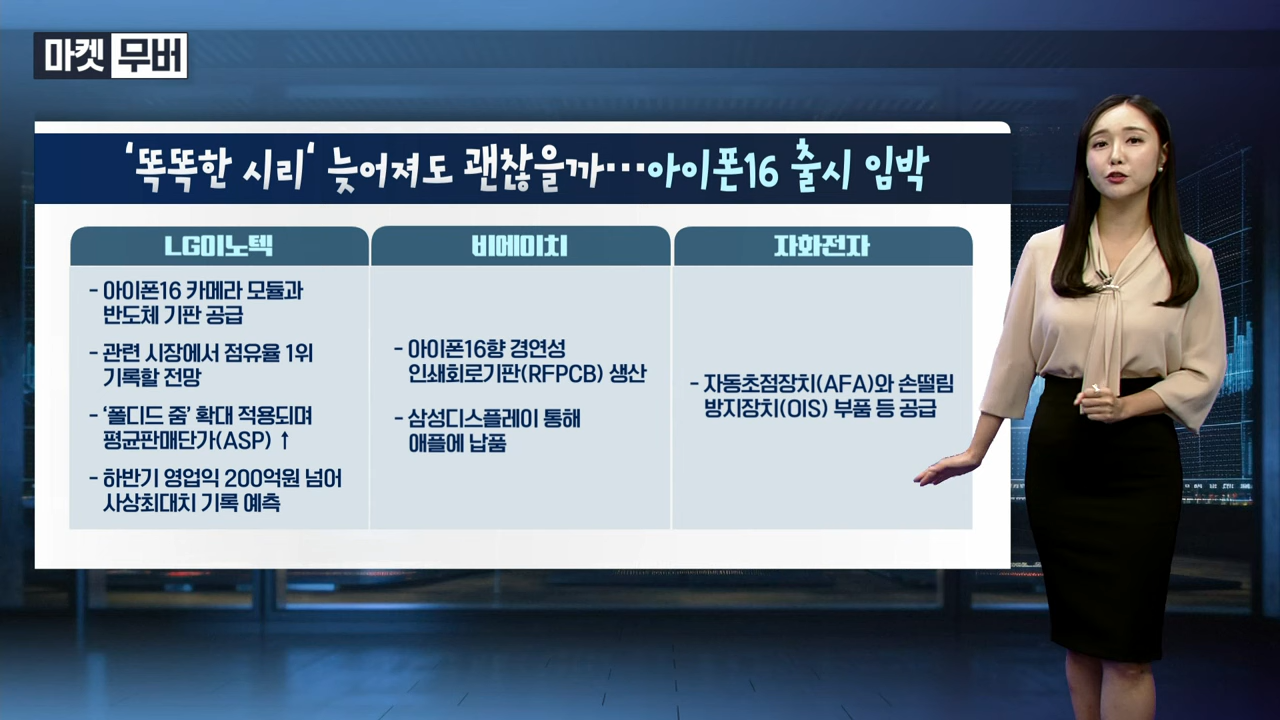 마켓무버
‘똑똑한 시리‘ 늦어져도 괜찮을까…아이폰16 출시 임박
LG이노텍
- 아이폰16 카메라 모듈과
반도체 기판 공급
- 관련 시장에서 점유율 1위
기록할 전망
- ‘폴디드 줌’ 확대 적용되며
평균판매단가(ASP) ↑
- 하반기 영업익 200억원 넘어
사상최대치 기록 예측
비에이치
- 아이폰16향 경연성
인쇄회로기판(RFPCB) 생산
- 삼성디스플레이 통해
애플에 납품
자화전자
- 자동초점장치(AFA)와 손떨림
방지장치(OIS) 부품 등 공급